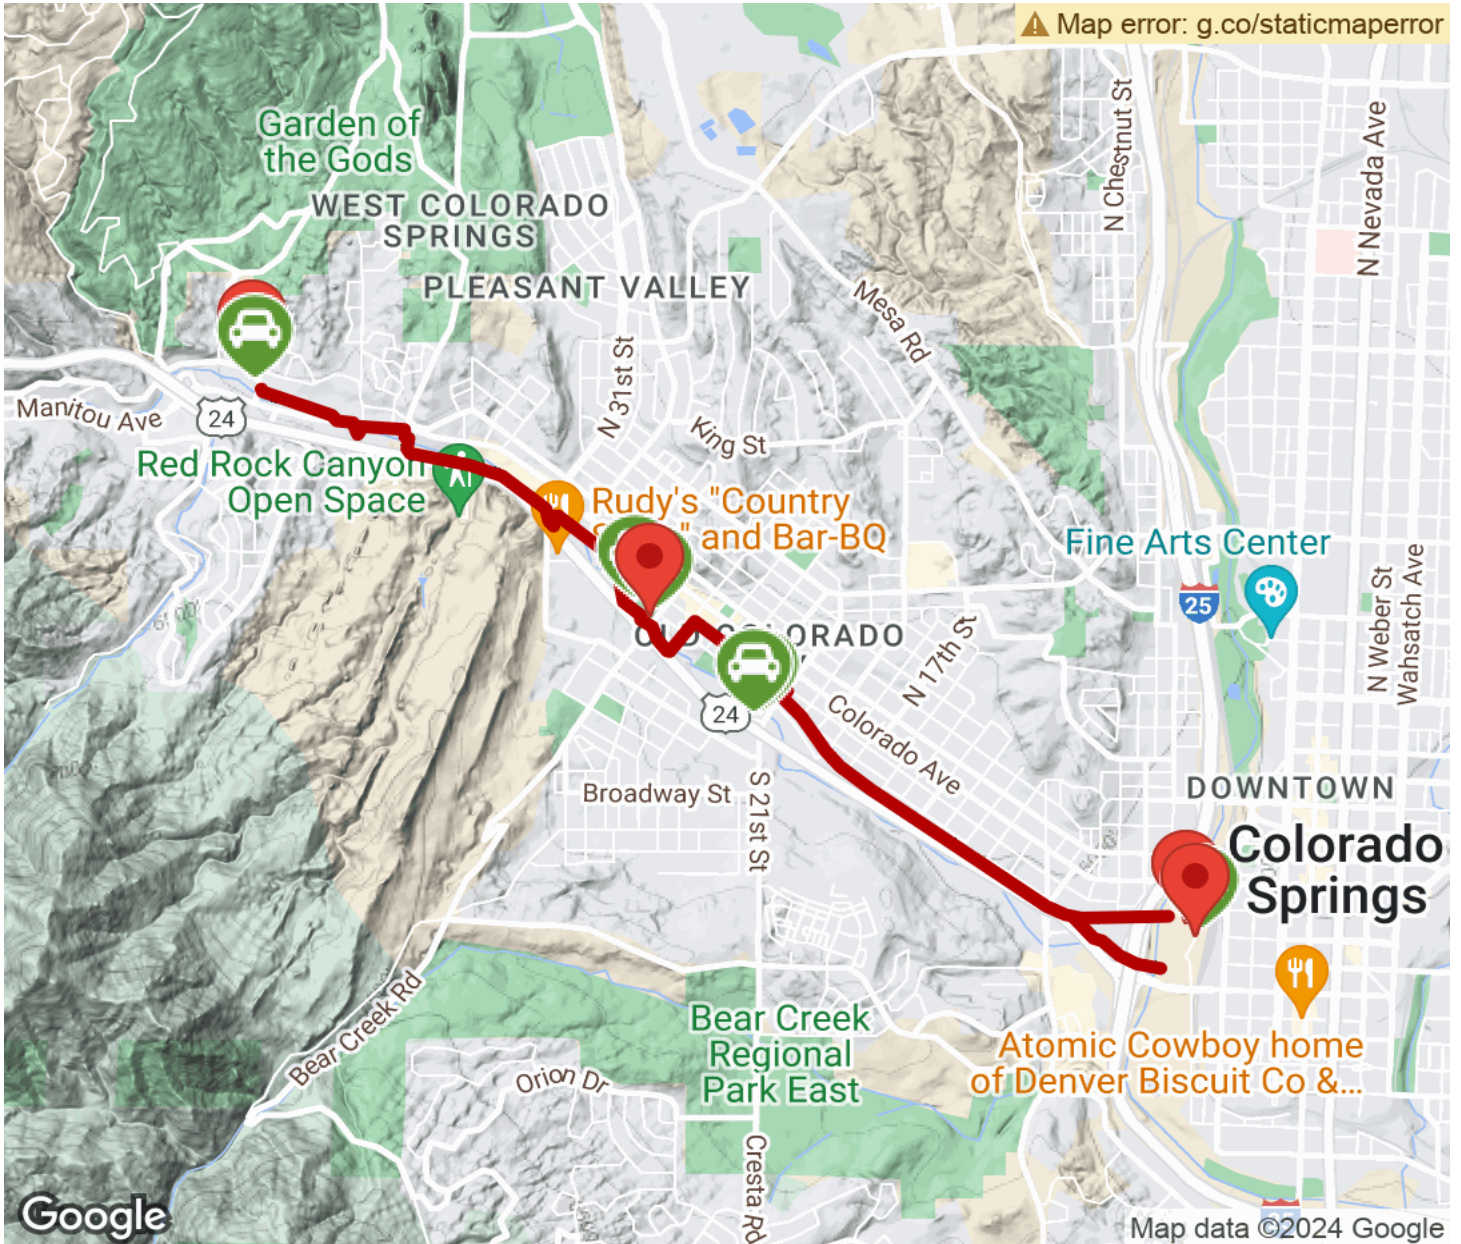 Map error: g.co/staticmaperror
Garden of
the Gods
N Chestnut St
N Nevada Ave
WEST COLORADO
SPRINGS
PLEASANT VALLEY
Mesa Rd
N 31st St
Manitou Ave
24
King St
Red Rock Canyon
Open Space
Rudy's "Country
" and Bar-BQ
Fine Arts Center
25
N Weber St
Wahsatch Ave
COLORADO
N 17th St
24
Colorado Ave
Broadway St
S 21st St
DOWNTOWN
Colorado
Springs
Bear Creek Rd
Bear Creek
Regional
Park East
Orion Dr
Atomic Cowboy home
of Denver Biscuit Co &...
Cresta Rd
Google
Map data ©2024 Google